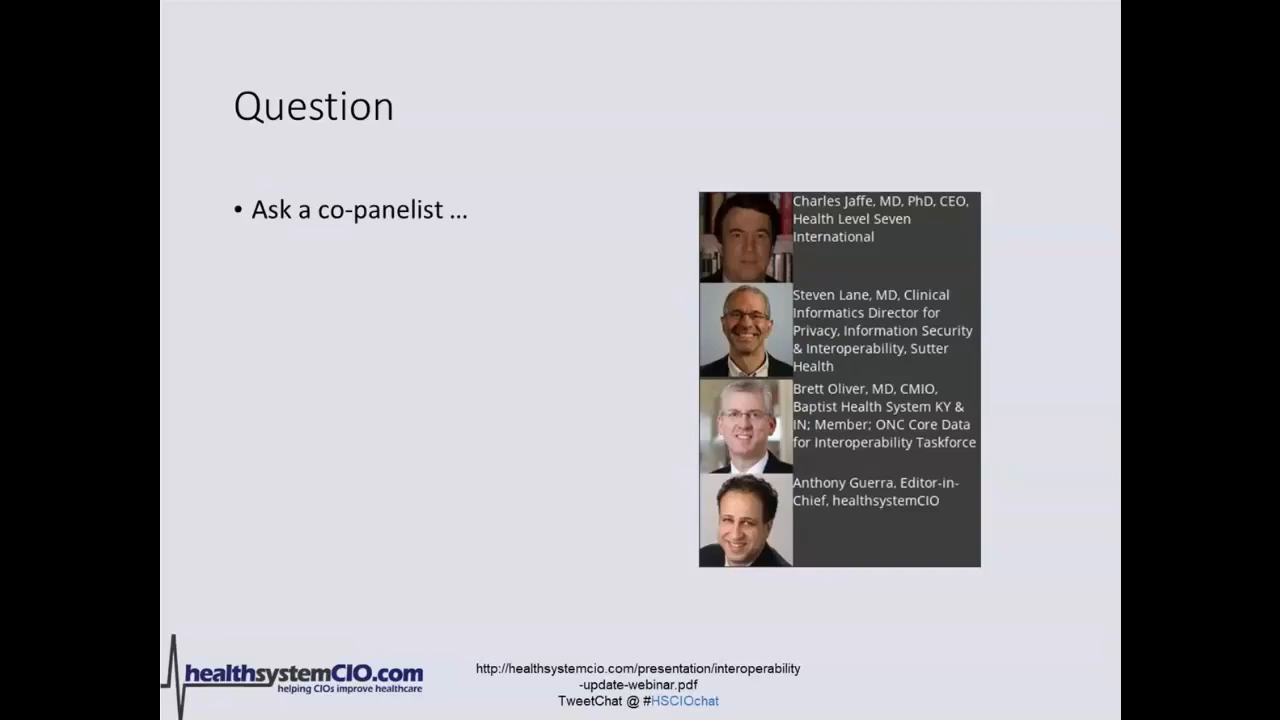 Question
• Ask a co-panelist ...
Charles Jaffe, MD, PhD, CEO,
Health Level Seven
International
Steven Lane, MD, Clinical
Informatics Director for
Privacy, Information Security
& Interoperability, Sutter
Health
Brett Oliver, MD, CMIO,
Baptist Health System KY &
IN; Member; ONC Core Data
for Interoperability Taskforce
Anthony Guerra, Editor-in-
Chief, healthsystemCIO
healthsystemCIO.com
helping CIOs improve healthcare
http://healthsystemcio.com/presentation/interoperability
-update-webinar.pdf
TweetChat @ #HSCIOchat